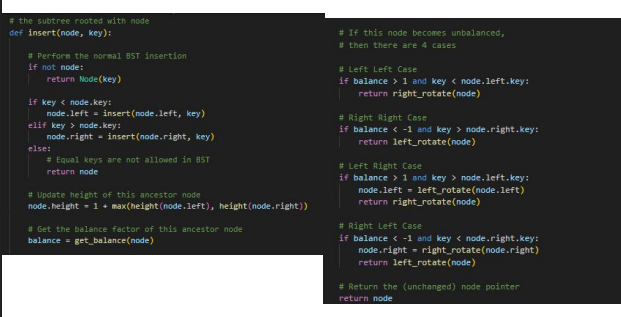 # the subtree rooted with node
def insert(node, key):
# Perform the normal BST insertion
if not node:
return Node(key)
if key < node.key:
node.left = insert(node.left, key)
elif key > node.key:
node.right = insert(node.right, key)
else:
# Equal keys are not allowed in BST
return node
# Update height of this ancestor node
node.height = 1 + max(height(node.left), height(node.right))
# Get the balance factor of this ancestor node
balance = get_balance(node)
# If this node becomes unbalanced,
# then there are 4 cases
# Left Left Case
if balance > 1 and key < node.left.key:
return right_rotate(node)
# Right Right Case
if balance < -1 and key > node.right.key:
return left_rotate(node)
# Left Right Case
if balance > 1 and key > node.left.key:
node.left = left_rotate(node.left)
return right_rotate(node)
# Right Left Case
if balance < -1 and key < node.right.key:
node.right = right_rotate(node.right)
return left_rotate(node)
# Return the (unchanged) node pointer
return node